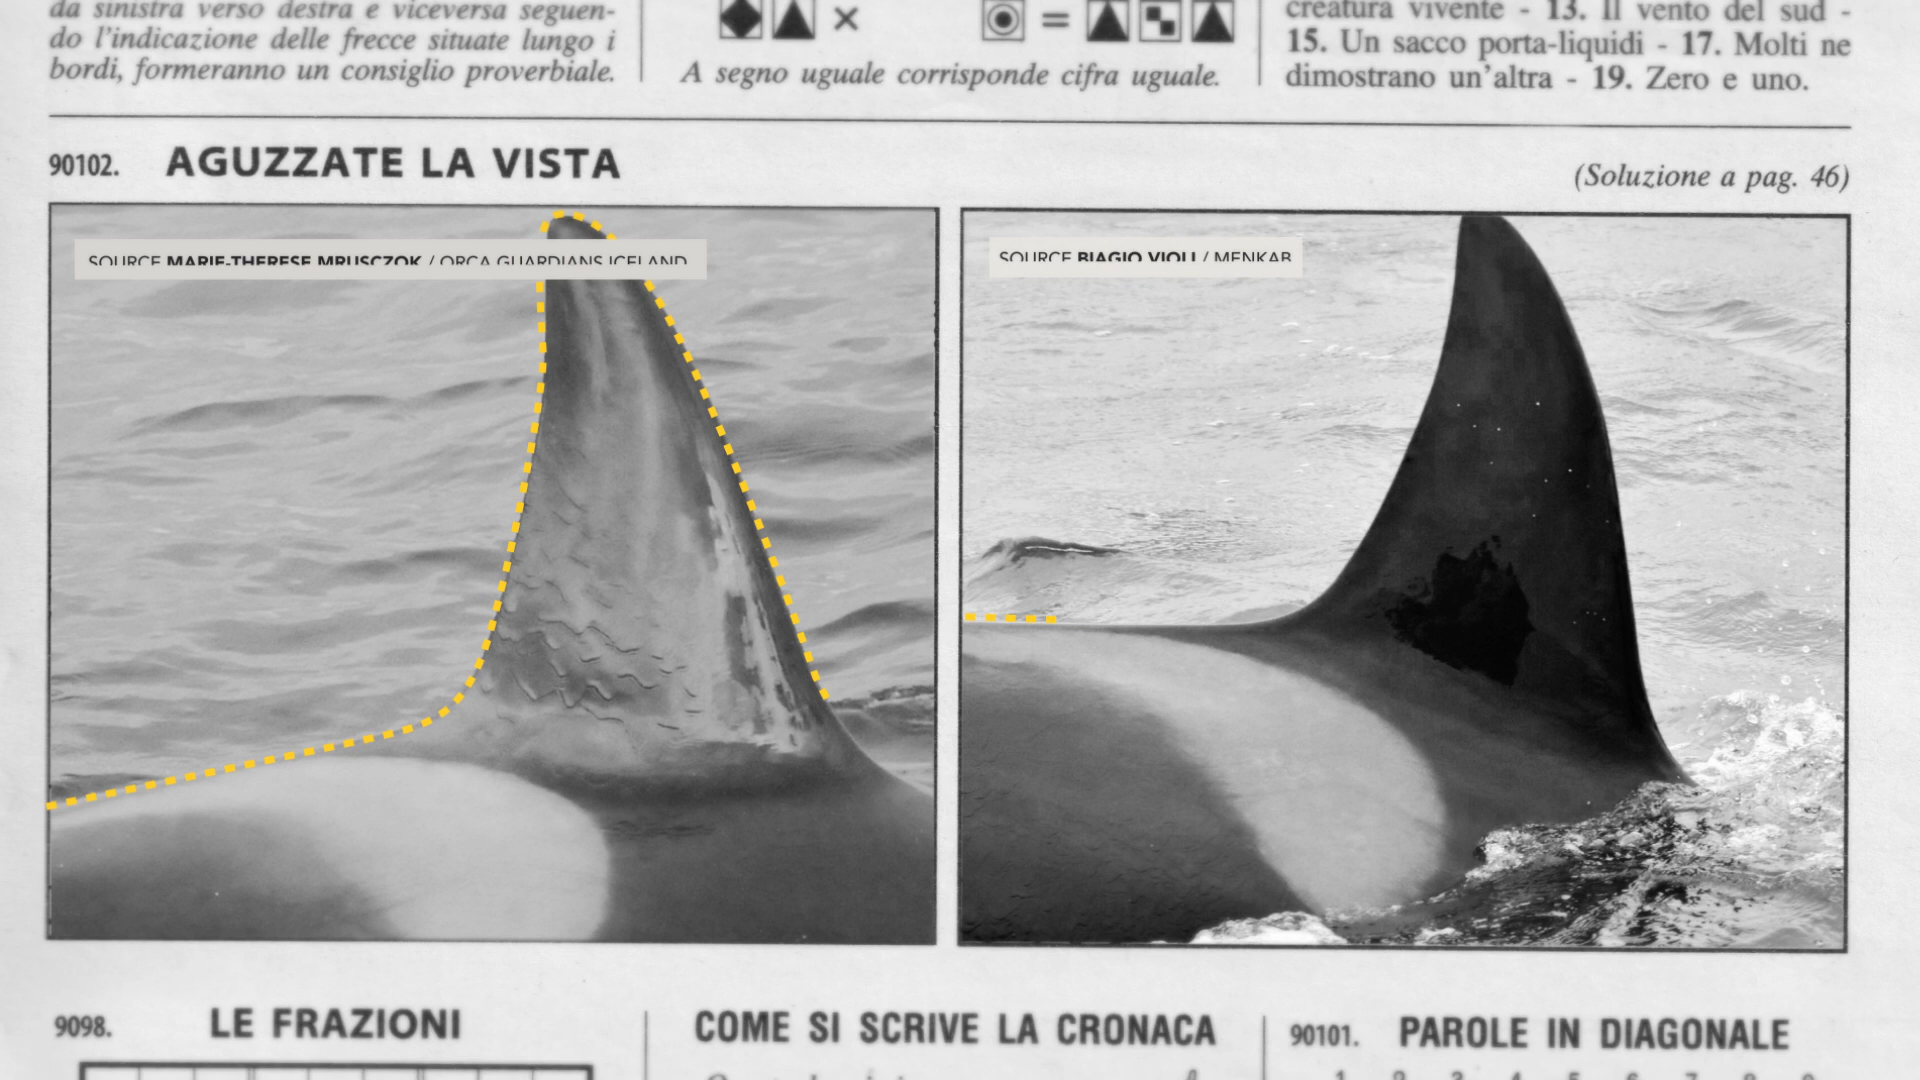 da sinistra verso destra e viceversa seguen-
do l'indicazione delle frecce situate lungo i
bordi, formeranno un consiglio proverbiale.
A segno uguale corrisponde cifra uguale.
creatura vivente - 13. Il vento del sud -
15. Un sacco porta-liquidi - 17. Molti ne
dimostrano un'altra - 19. Zero e uno.
90102. AGUZZATE LA VISTA
(Soluzione a pag. 46)
SOURCE MARIE-THERESE MRUSCZOK / ORCA GUARDIANS ICELAND
SOURCE BIAGIO VIOLI / MENKAB
9098. LE FRAZIONI
COME SI SCRIVE LA CRONACA
90101. PAROLE IN DIAGONALE